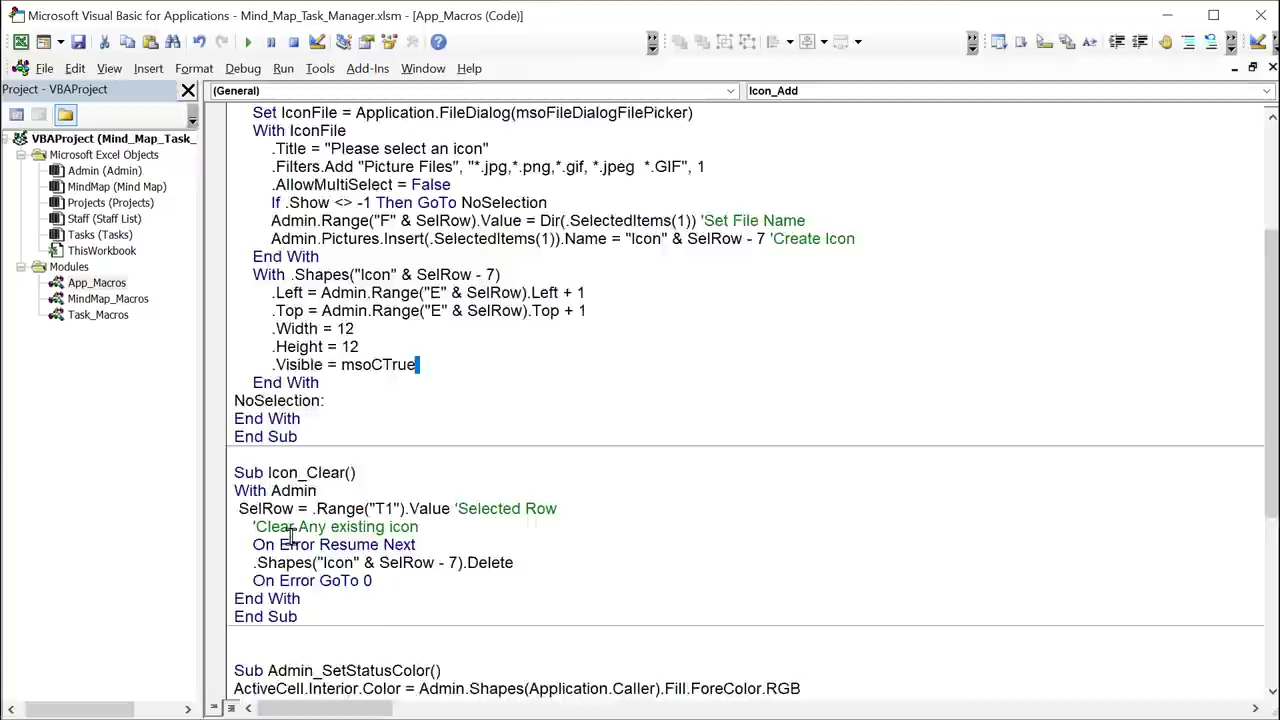 Microsoft Visual Basic for Applications - Mind_Map_Task_Manager.xlsm - [App_Macros (Code)]
File Edit View Insert Format Debug Run Tools Add-Ins Window Help
Project - VBAProject
(General)
Icon_Add
VBAProject (Mind_Map_Task_
Microsoft Excel Objects
Admin (Admin)
MindMap (Mind Map)
Projects (Projects)
Staff (Staff List)
Tasks (Tasks)
ThisWorkbook
Modules
App_Macros
MindMap_Macros
Task_Macros
Set IconFile = Application.FileDialog(msoFileDialogFilePicker)
With IconFile
.Title = "Please select an icon"
.Filters.Add "Picture Files", "*.jpg,*.png,*.gif, *.jpeg  *.GIF", 1
.AllowMultiSelect = False
If .Show <> -1 Then GoTo NoSelection
Admin.Range("F" & SelRow).Value = Dir(.SelectedItems(1)) 'Set File Name
Admin.Pictures.Insert(.SelectedItems(1)).Name = "Icon" & SelRow - 7 'Create Icon
End With
With .Shapes("Icon" & SelRow - 7)
.Left = Admin.Range("E" & SelRow).Left + 1
.Top = Admin.Range("E" & SelRow).Top + 1
.Width = 12
.Height = 12
.Visible = msoCTrue
End With
NoSelection:
End With
End Sub
Sub Icon_Clear()
With Admin
SelRow = .Range("T1").Value 'Selected Row
'Clear Any existing icon
On Error Resume Next
.Shapes("Icon" & SelRow - 7).Delete
On Error GoTo 0
End With
End Sub
Sub Admin_SetStatusColor()
ActiveCell.Interior.Color = Admin.Shapes(Application.Caller).Fill.ForeColor.RGB